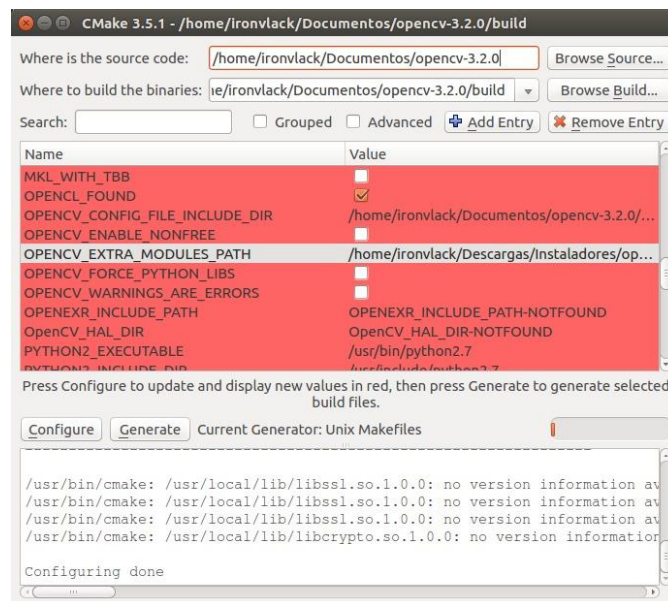 CMake 3.5.1 - /home/ironvlack/Documentos/opencv-3.2.0/build
Where is the source code: /home/ironvlack/Documentos/opencv-3.2.0 Browse Source...
Where to build the binaries: ne/ironvlack/Documentos/opencv-3.2.0/build Browse Build...
Search: Grouped Advanced Add Entry Remove Entry
Name Value
MKL_WITH_TBB
OPENCL_FOUND
OPENCV_CONFIG_FILE_INCLUDE_DIR /home/ironvlack/Documentos/opencv-3.2.0/...
OPENCV_ENABLE_NONFREE
OPENCV_EXTRA_MODULES_PATH /home/ironvlack/Descargas/Instaladores/op...
OPENCV_FORCE_PYTHON_LIBS
OPENCV_WARNINGS_ARE_ERRORS
OPENEXR_INCLUDE_PATH OPENEXR_INCLUDE_PATH-NOTFOUND
OpenCV_HAL_DIR OpenCV_HAL_DIR-NOTFOUND
PYTHON2_EXECUTABLE /usr/bin/python2.7
PYTHON2_INCLUDE_DIR /usr/include/python2.7
Press Configure to update and display new values in red, then press Generate to generate selected
build files.
Configure Generate Current Generator: Unix Makefiles
/usr/bin/cmake: /usr/local/lib/libssl.so.1.0.0: no version information av
/usr/bin/cmake: /usr/local/lib/libssl.so.1.0.0: no version information av
/usr/bin/cmake: /usr/local/lib/libssl.so.1.0.0: no version information av
/usr/bin/cmake: /usr/local/lib/libcrypto.so.1.0.0: no version information
Configuring done